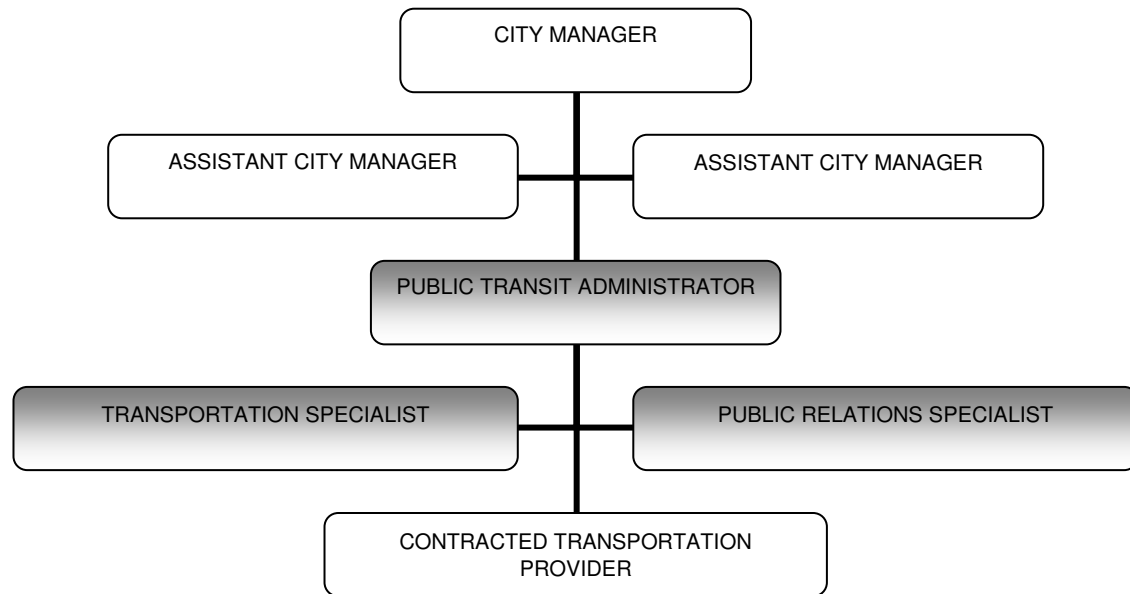 CITY MANAGER
ASSISTANT CITY MANAGER
ASSISTANT CITY MANAGER
PUBLIC TRANSIT ADMINISTRATOR
TRANSPORTATION SPECIALIST
PUBLIC RELATIONS SPECIALIST
CONTRACTED TRANSPORTATION
PROVIDER